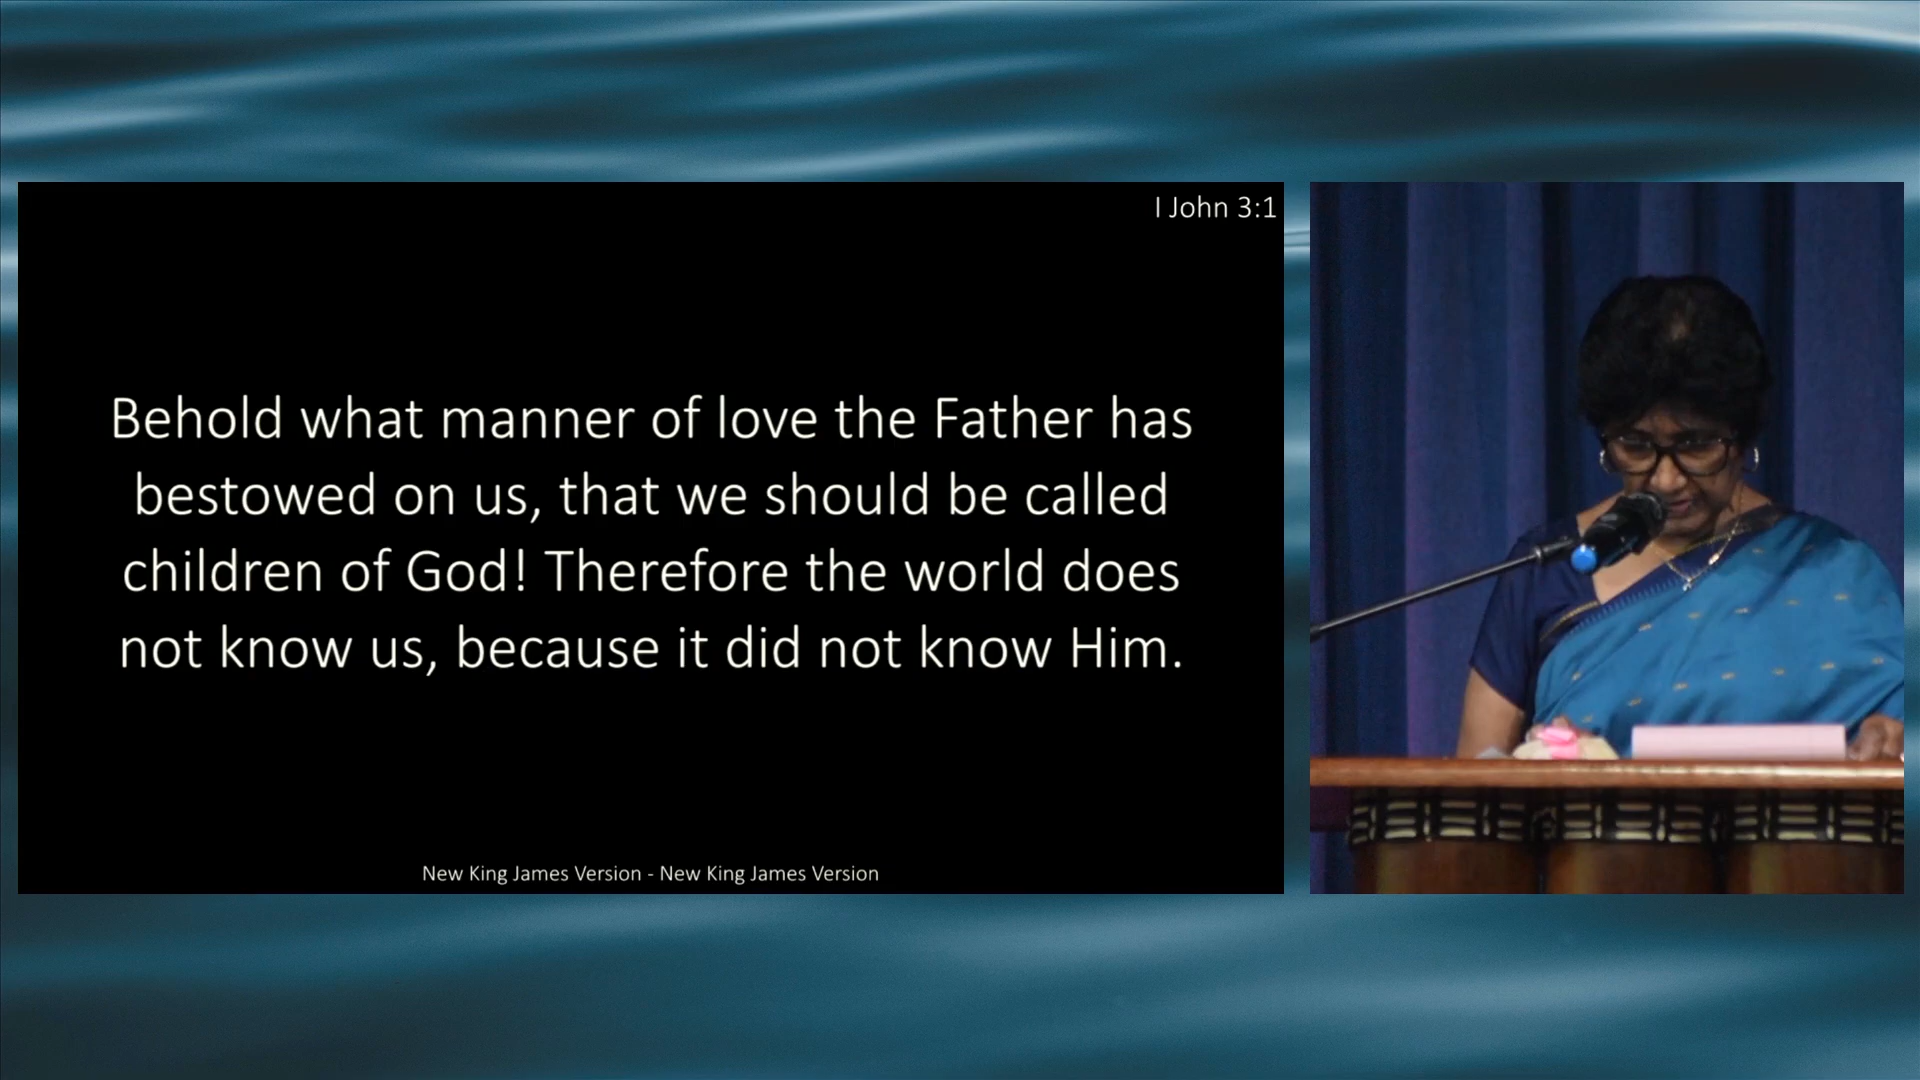 I John 3:1
Behold what manner of love the Father has
bestowed on us, that we should be called
children of God! Therefore the world does
not know us, because it did not know Him.
New King James Version - New King James Version